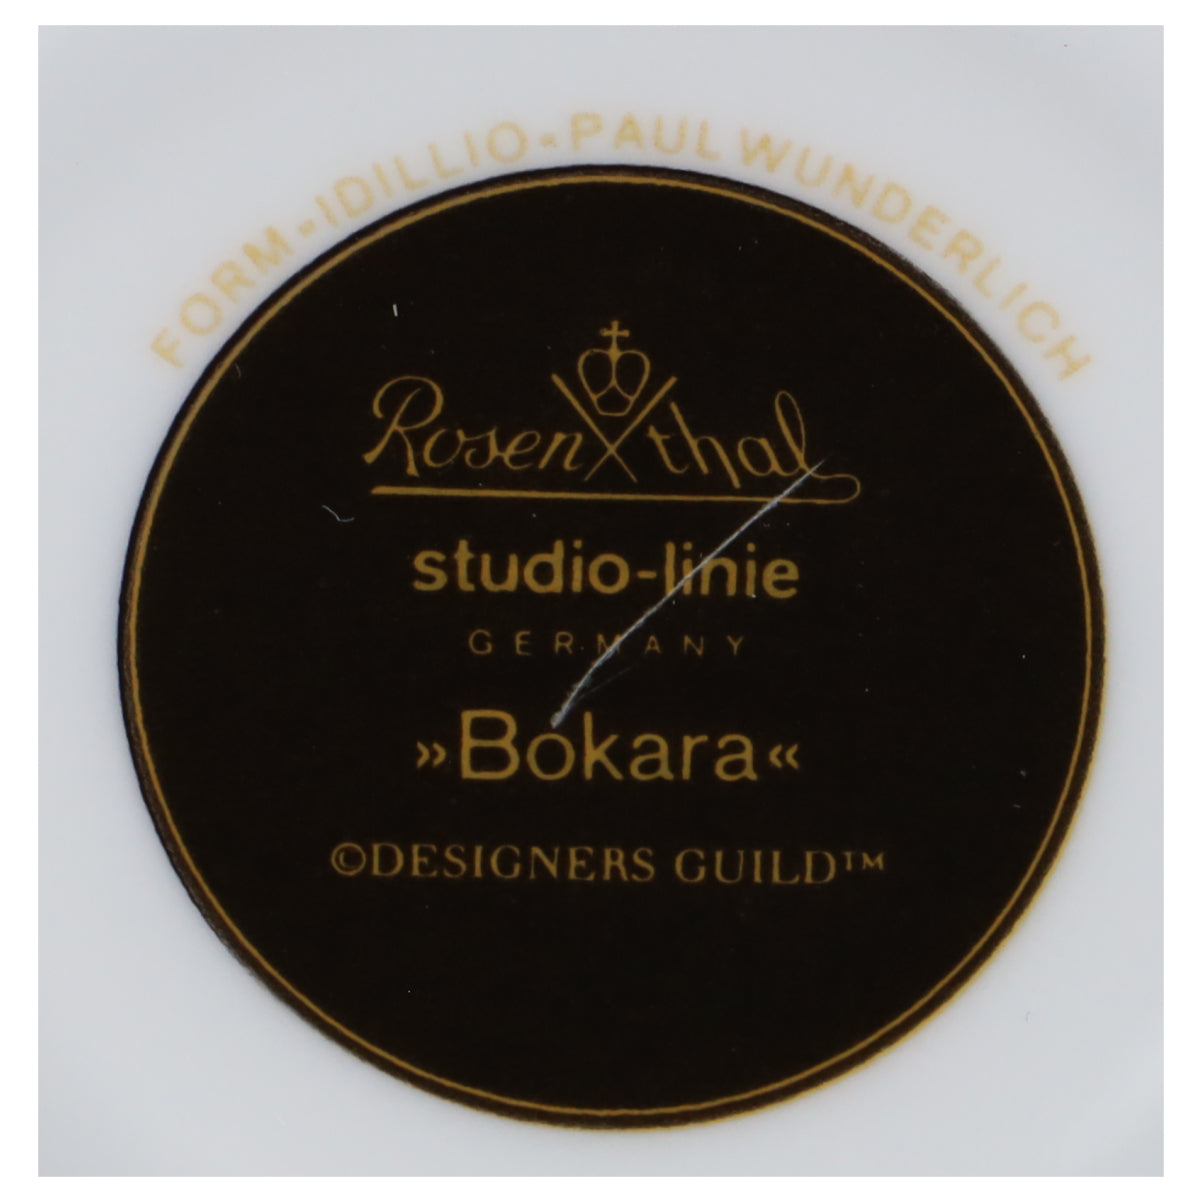 FORM-IDILLIO-PAUL WUNDERLICH
Rosenthal
studio-linie
GERMANY
»Bokara«
©DESIGNERS GUILD™